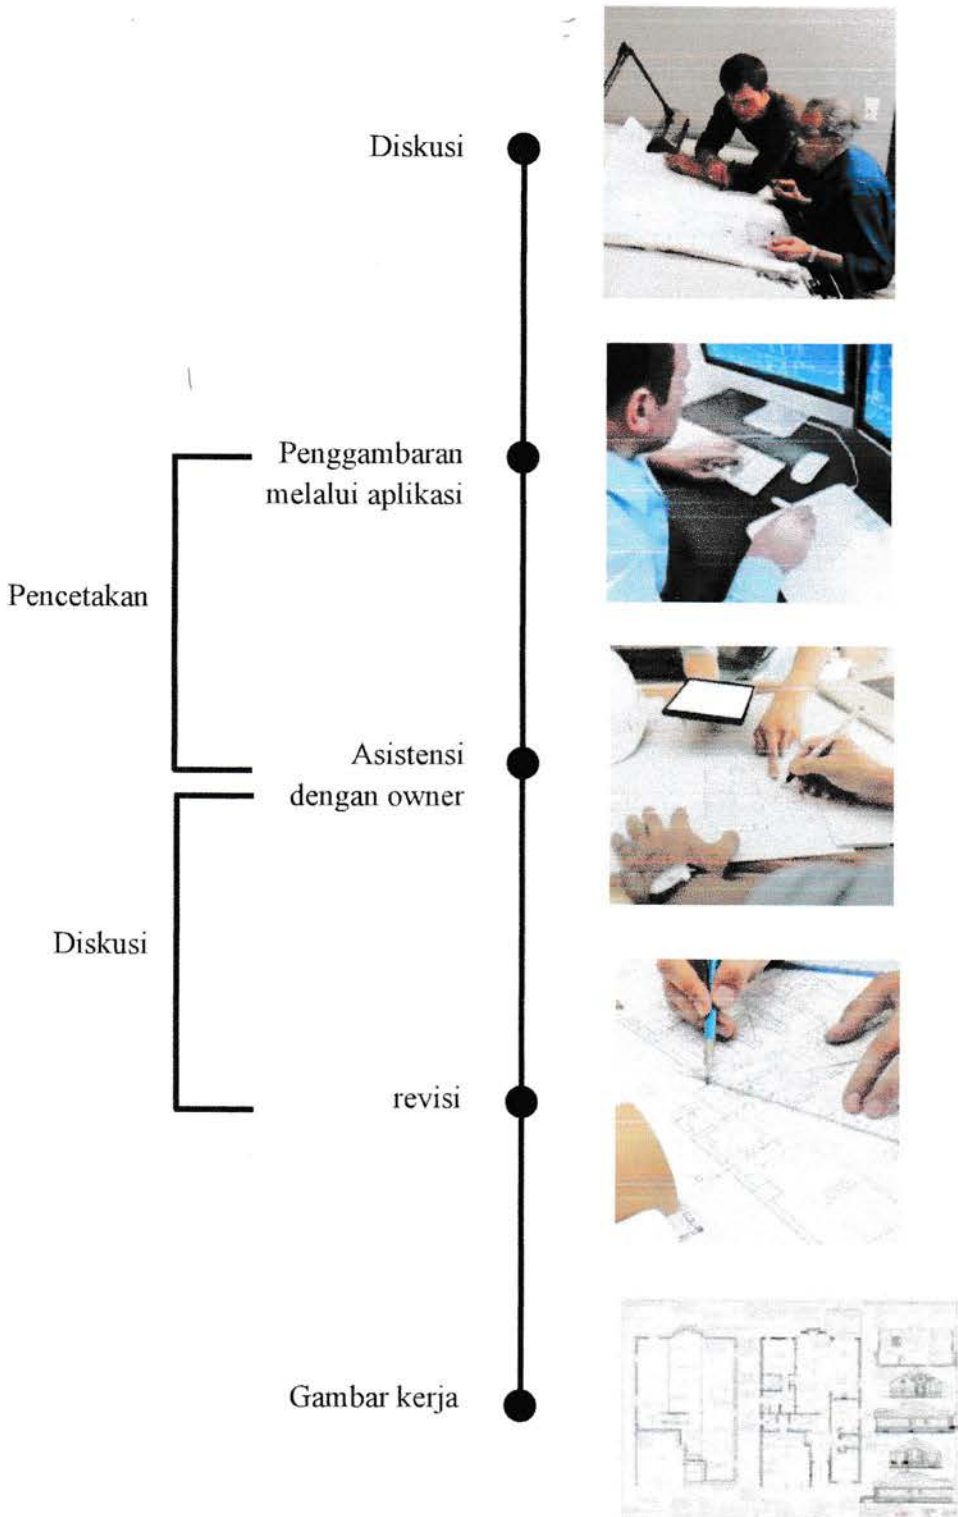 Diskusi
Penggambaran
melalui aplikasi
Pencetakan
Asistensi
dengan owner
Diskusi
revisi
Gambar kerja